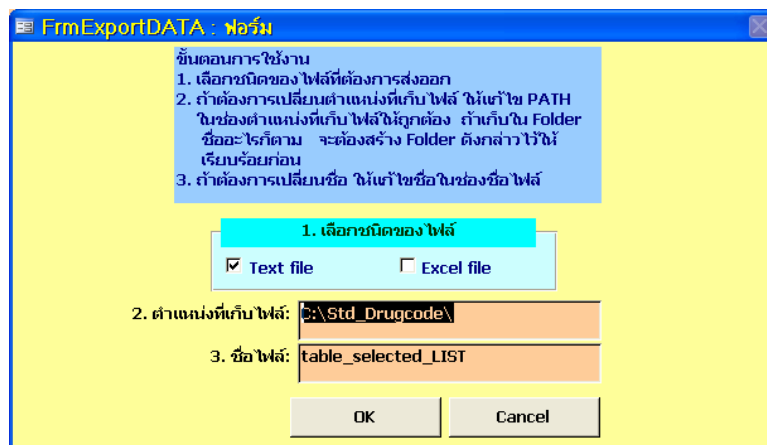 FrmExportDATA : ฟอร์ม
ขั้นตอนการใช้งาน
1. เลือกชนิดของไฟล์ที่ต้องการส่งออก
2. ถ้าต้องการเปลี่ยนตำแหน่งที่เก็บไฟล์ ให้แก้ไข PATH
ในช่องตำแหน่งที่เก็บไฟล์ให้ถูกต้อง ถ้าเก็บใน Folder
ชื่ออะไรก็ตาม จะต้องสร้าง Folder ดังกล่าวไว้ให้
เรียบร้อยก่อน
3. ถ้าต้องการเปลี่ยนชื่อ ให้แก้ไขชื่อในช่องชื่อไฟล์
1. เลือกชนิดของไฟล์
Text file Excel file
2. ตำแหน่งที่เก็บไฟล์: C:\Std_Drugcode\
3. ชื่อไฟล์: table_selected_LIST
OK Cancel